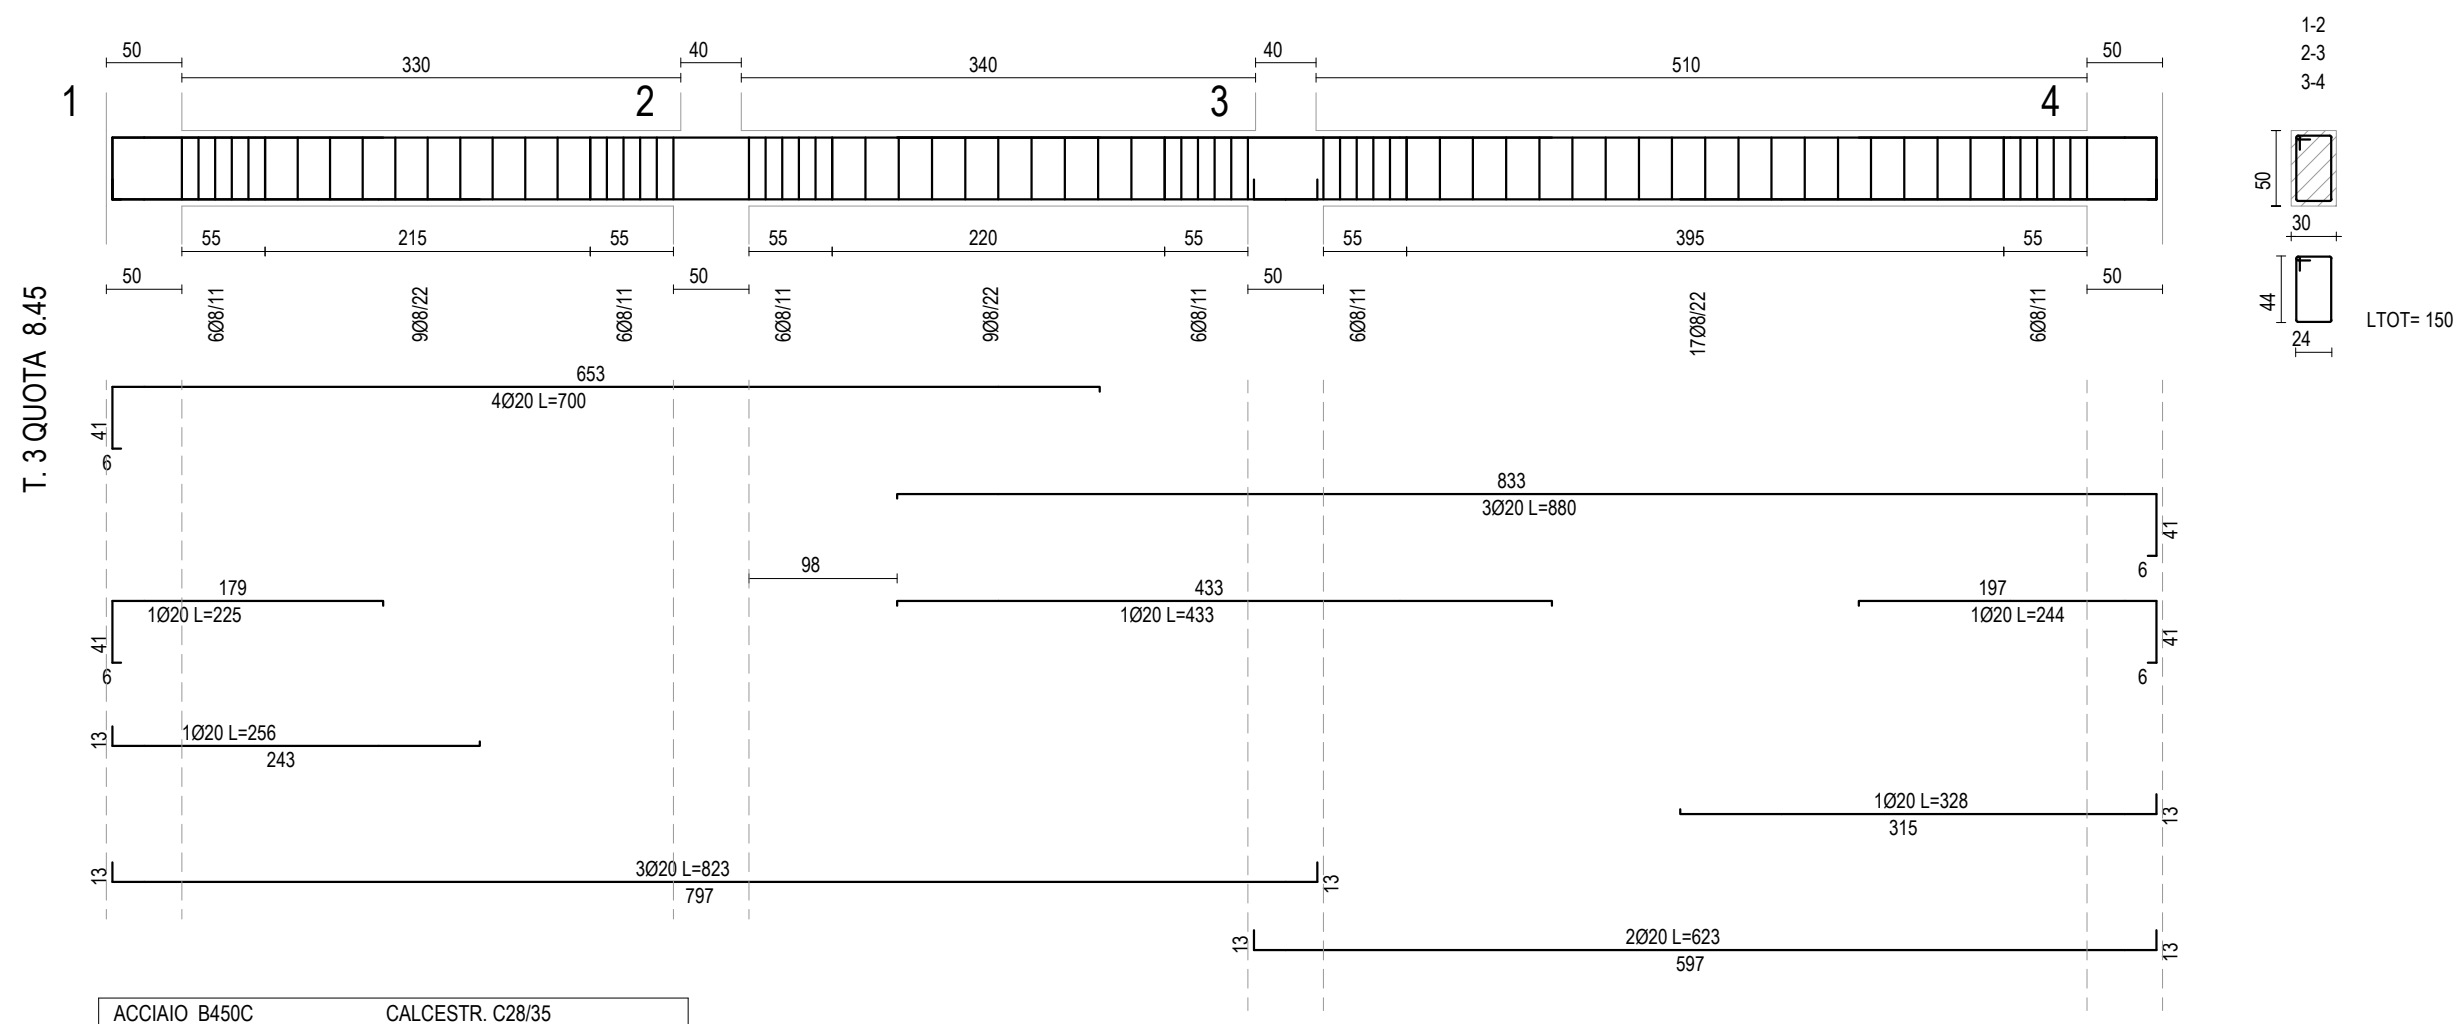 1-2
2-3
3-4
50
330
40
340
40
510
50
1
2
3
4
50
30
55
215
55
55
220
55
55
395
55
50
50
50
50
6Ø8/11
9Ø8/22
6Ø8/11
6Ø8/11
9Ø8/22
6Ø8/11
6Ø8/11
17Ø8/22
6Ø8/11
44
24
LTOT= 150
T. 3 QUOTA 8.45
653
4Ø20 L=700
41
6
833
3Ø20 L=880
41
6
98
179
1Ø20 L=225
41
6
433
1Ø20 L=433
197
1Ø20 L=244
41
6
13
1Ø20 L=256
243
1Ø20 L=328
315
13
13
3Ø20 L=823
797
13
13
2Ø20 L=623
597
13
ACCIAIO B450C
CALCESTR. C28/35